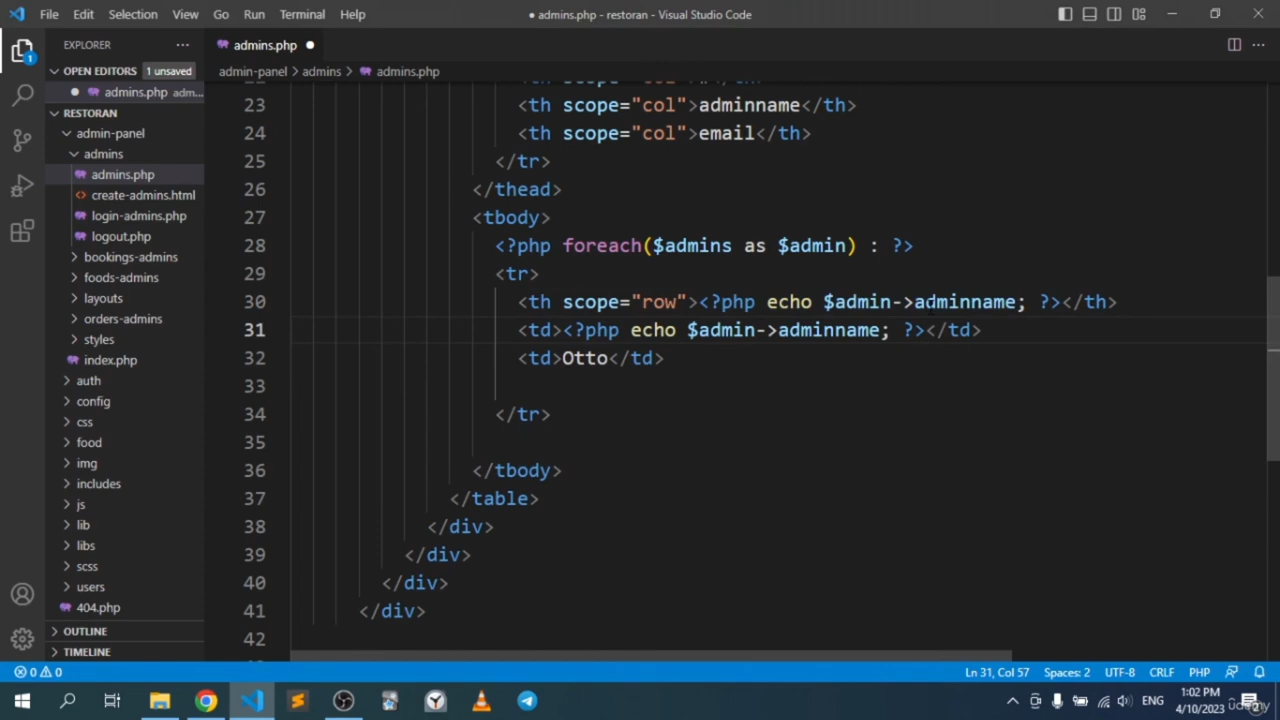 File Edit Selection View Go Run Terminal Help
● admins.php - restoran - Visual Studio Code
EXPLORER
admins.php
OPEN EDITORS 1 unsaved
admin-panel > admins > admins.php
admins.php adm...
RESTORAN
admin-panel
admins
admins.php
create-admins.html
login-admins.php
logout.php
bookings-admins
foods-admins
layouts
orders-admins
styles
index.php
auth
config
css
food
img
includes
js
lib
libs
scss
users
404.php
OUTLINE
TIMELINE
23 <th scope="col">adminname</th>
24 <th scope="col">email</th>
25 </tr>
26 </thead>
27 <tbody>
28 <?php foreach($admins as $admin) : ?>
29 <tr>
30 <th scope="row"><?php echo $admin->adminname; ?></th>
31 <td><?php echo $admin->adminname; ?></td>
32 <td>Otto</td>
33
34 </tr>
35
36 </tbody>
37 </table>
38 </div>
39 </div>
40 </div>
41 </div>
42
0 0
Ln 31, Col 57 Spaces: 2 UTF-8 CRLF PHP
ENG
1:02 PM
4/10/2023
1
1